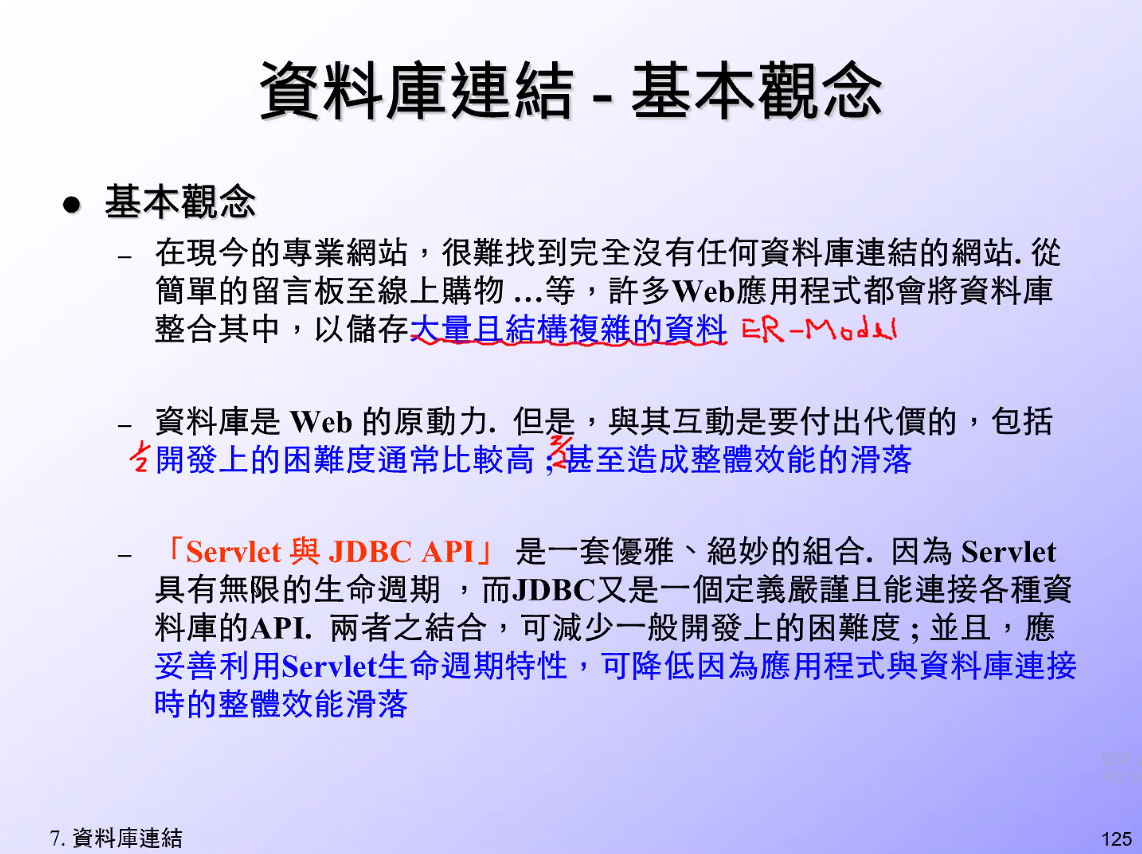 資料庫連結 - 基本觀念
● 基本觀念
– 在現今的專業網站，很難找到完全沒有任何資料庫連結的網站. 從
簡單的留言板至線上購物 …等，許多Web應用程式都會將資料庫
整合其中，以儲存大量且結構複雜的資料 ER-Model
– 資料庫是 Web 的原動力. 但是，與其互動是要付出代價的，包括
開發上的困難度通常比較高 ; 甚至造成整體效能的滑落
– 「Servlet 與 JDBC API」 是一套優雅、絕妙的組合. 因為 Servlet
具有無限的生命週期 ，而JDBC又是一個定義嚴謹且能連接各種資
料庫的API. 兩者之結合，可減少一般開發上的困難度 ; 並且，應
妥善利用Servlet生命週期特性，可降低因為應用程式與資料庫連接
時的整體效能滑落
7. 資料庫連結
125